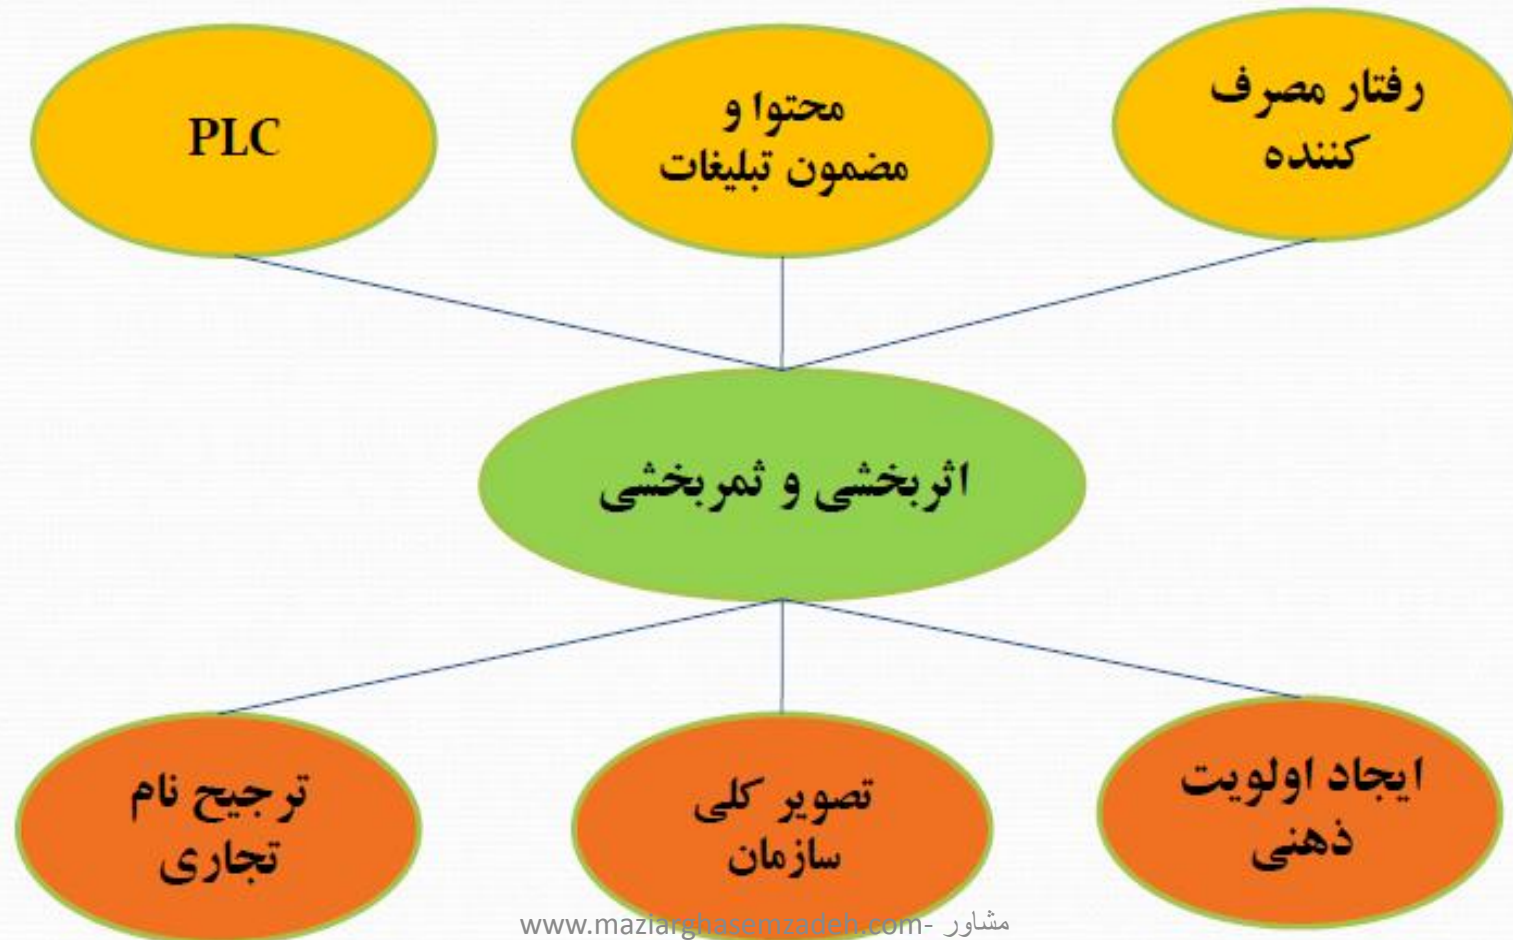 رفتار مصرف
کننده
محتوا و
مضمون تبلیغات
PLC
اثربخشی و ثمربخشی
ایجاد اولویت
ذهنی
تصویر کلی
سازمان
ترجیح نام
تجاری
www.maziarghasemzadeh.com- مشاور